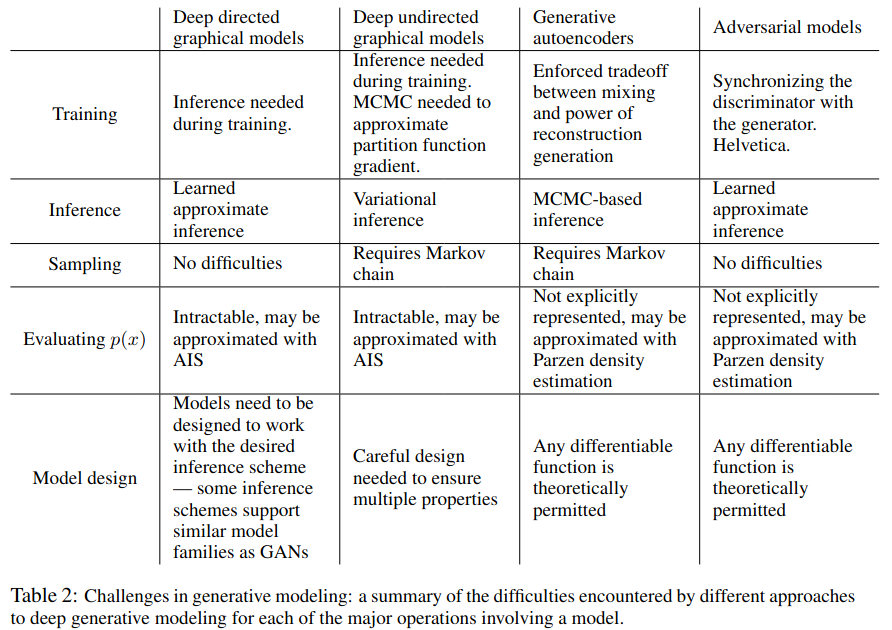 Deep directed graphical models
Deep undirected graphical models
Generative autoencoders
Adversarial models
Training
Inference needed during training.
Inference needed during training. MCMC needed to approximate partition function gradient.
Enforced tradeoff between mixing and power of reconstruction generation
Synchronizing the discriminator with the generator. Helvetica.
Inference
Learned approximate inference
Variational inference
MCMC-based inference
Learned approximate inference
Sampling
No difficulties
Requires Markov chain
Requires Markov chain
No difficulties
Evaluating p(x)
Intractable, may be approximated with AIS
Intractable, may be approximated with AIS
Not explicitly represented, may be approximated with Parzen density estimation
Not explicitly represented, may be approximated with Parzen density estimation
Model design
Models need to be designed to work with the desired inference scheme — some inference schemes support similar model families as GANs
Careful design needed to ensure multiple properties
Any differentiable function is theoretically permitted
Any differentiable function is theoretically permitted
Table 2: Challenges in generative modeling: a summary of the difficulties encountered by different approaches
to deep generative modeling for each of the major operations involving a model.